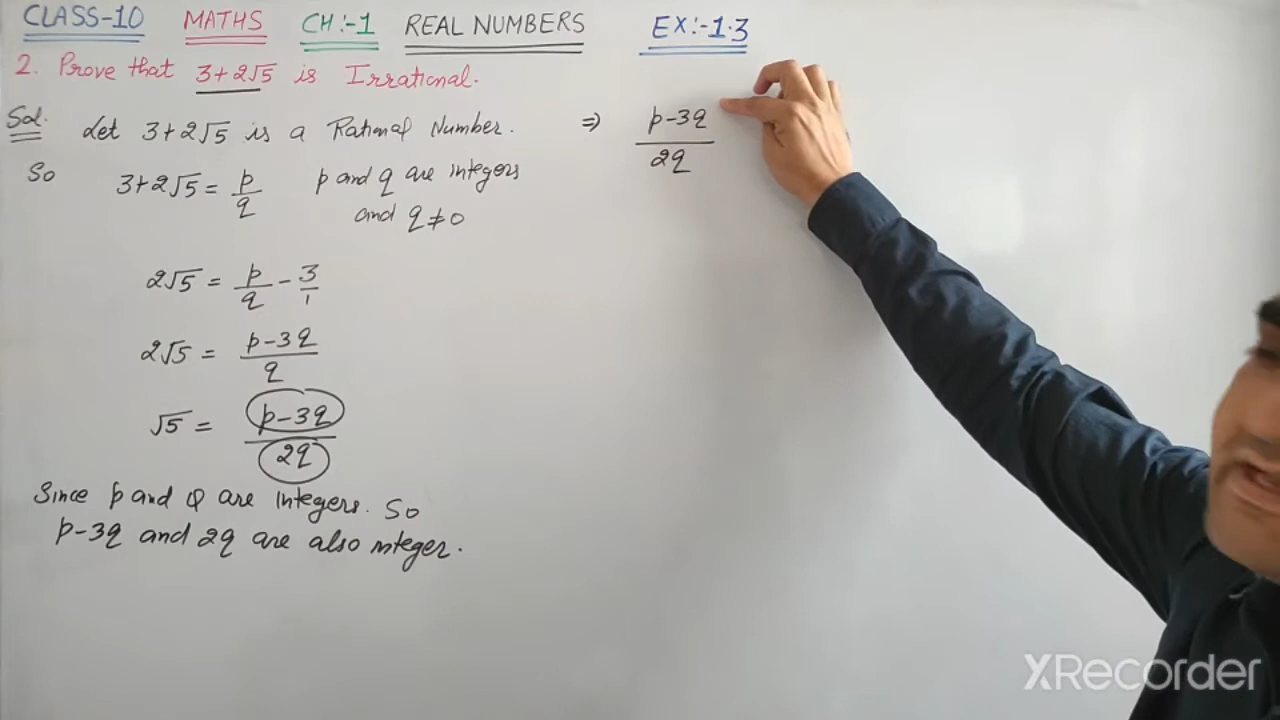 CLASS-10 MATHS CH:-1 REAL NUMBERS EX:-1.3
2. Prove that 3+2√5 is Irrational.
Sol. Let 3+2√5 is a Rational Number.
So 3+2√5 = p/q p and q are integers
and q≠0
2√5 = p/q - 3/1
2√5 = p-3q/q
√5 = p-3q/2q
Since p and q are integers. So
p-3q and 2q are also integer.
⇒ p-3q/2q
XRecorder